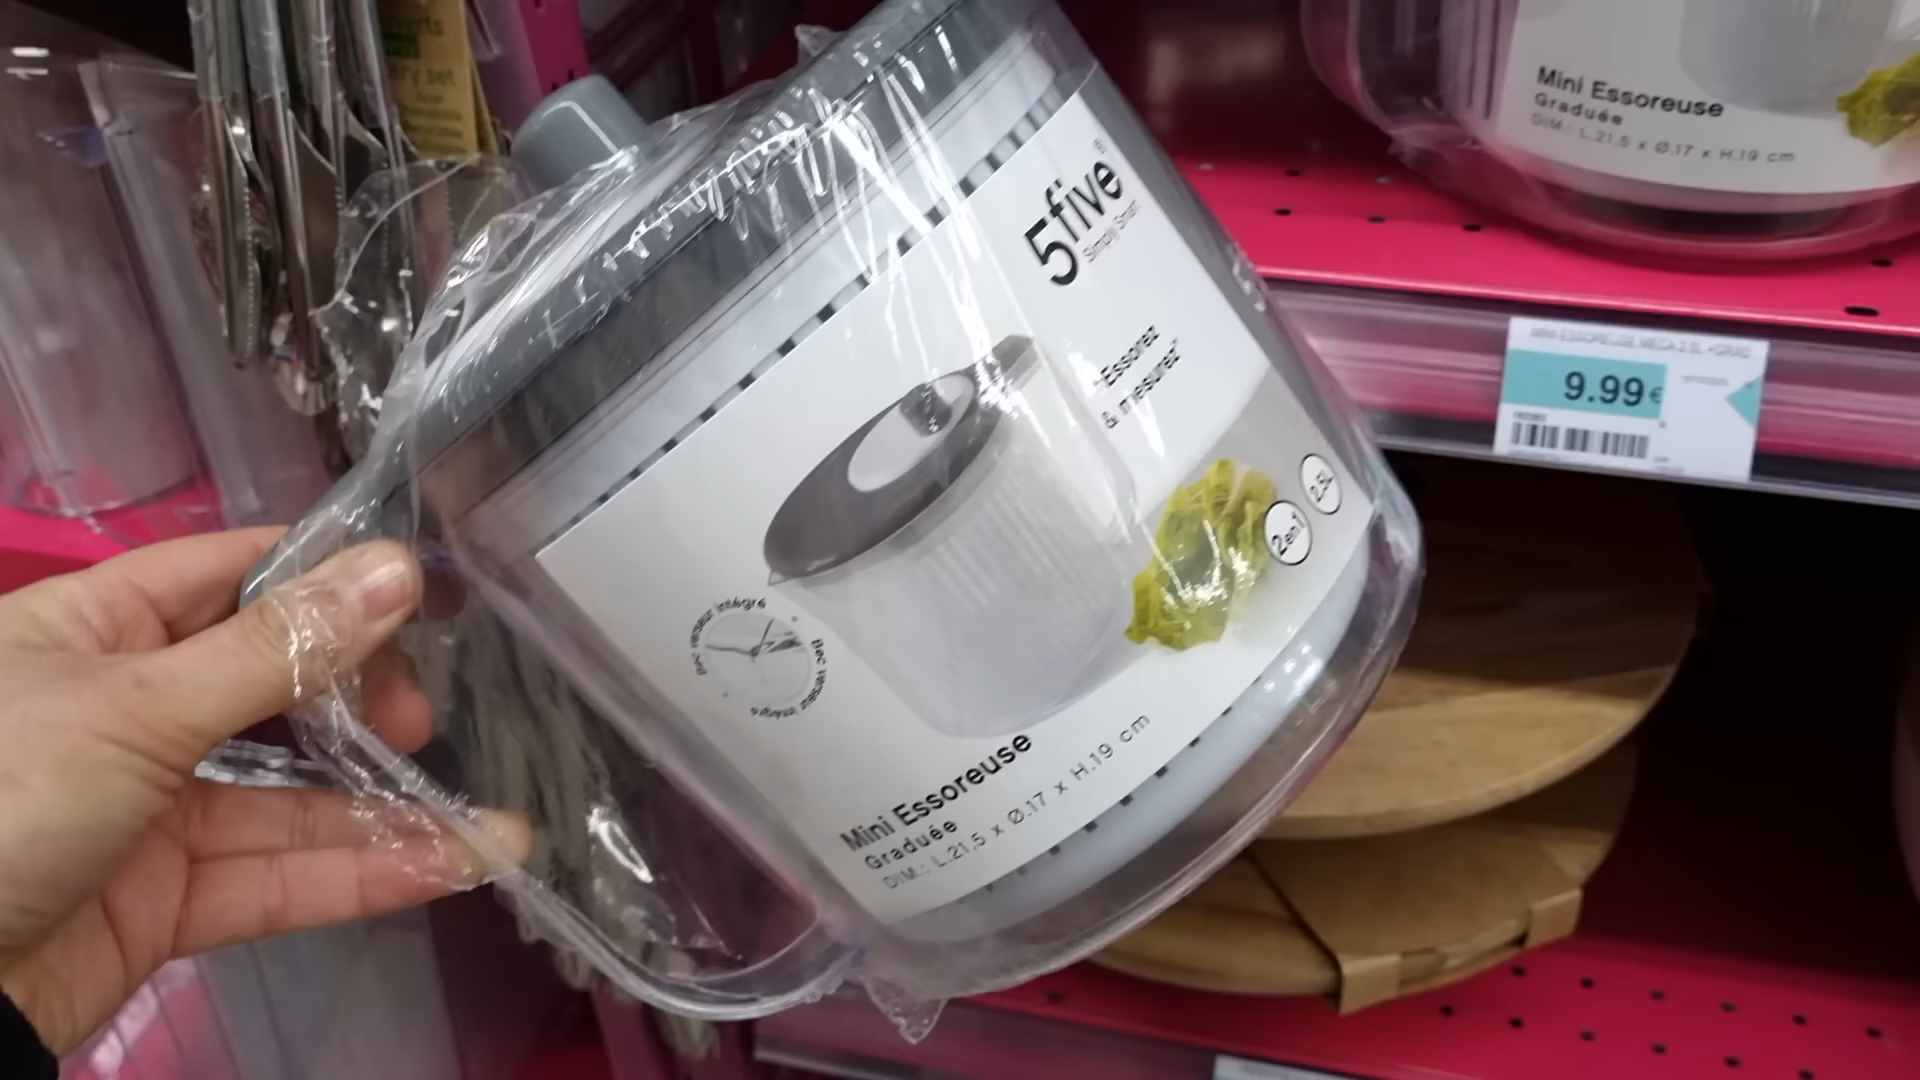 5five®
Simply Smart
"Essorez
& mesurez"
2,5L
2en1
Bec verseur intégré
Bec verseur intégré
Mini Essoreuse
Graduée
DIM.: L.21,5 x Ø.17 x H.19 cm
Mini Essoreuse
Graduée
DIM.: L.21,5 x Ø.17 x H.19 cm
MINI ESSOREUSE MECA 2.5L +GRAD
9.99€
ry set